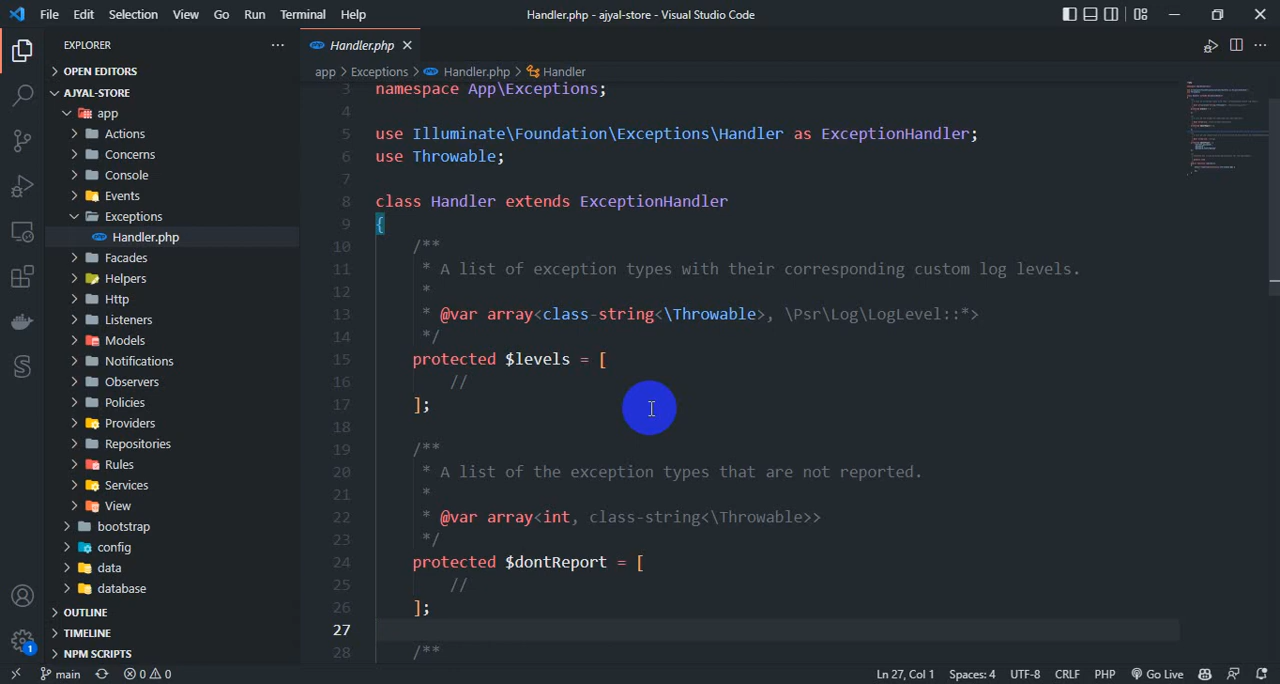 File Edit Selection View Go Run Terminal Help
Handler.php - ajyal-store - Visual Studio Code
EXPLORER
OPEN EDITORS
AJYAL-STORE
app
Actions
Concerns
Console
Events
Exceptions
Handler.php
Facades
Helpers
Http
Listeners
Models
Notifications
Observers
Policies
Providers
Repositories
Rules
Services
View
bootstrap
config
data
database
OUTLINE
TIMELINE
NPM SCRIPTS
Handler.php
app > Exceptions > Handler.php > Handler
3 namespace App\Exceptions;
4
5 use Illuminate\Foundation\Exceptions\Handler as ExceptionHandler;
6 use Throwable;
7
8 class Handler extends ExceptionHandler
9 {
10 /**
11 * A list of exception types with their corresponding custom log levels.
12 *
13 * @var array<class-string<\Throwable>, \Psr\Log\LogLevel::*>
14 */
15 protected $levels = [
16 //
17 ];
18
19 /**
20 * A list of the exception types that are not reported.
21 *
22 * @var array<int, class-string<\Throwable>>
23 */
24 protected $dontReport = [
25 //
26 ];
27
28 /**
1
main 0 0
Ln 27, Col 1 Spaces: 4 UTF-8 CRLF PHP Go Live